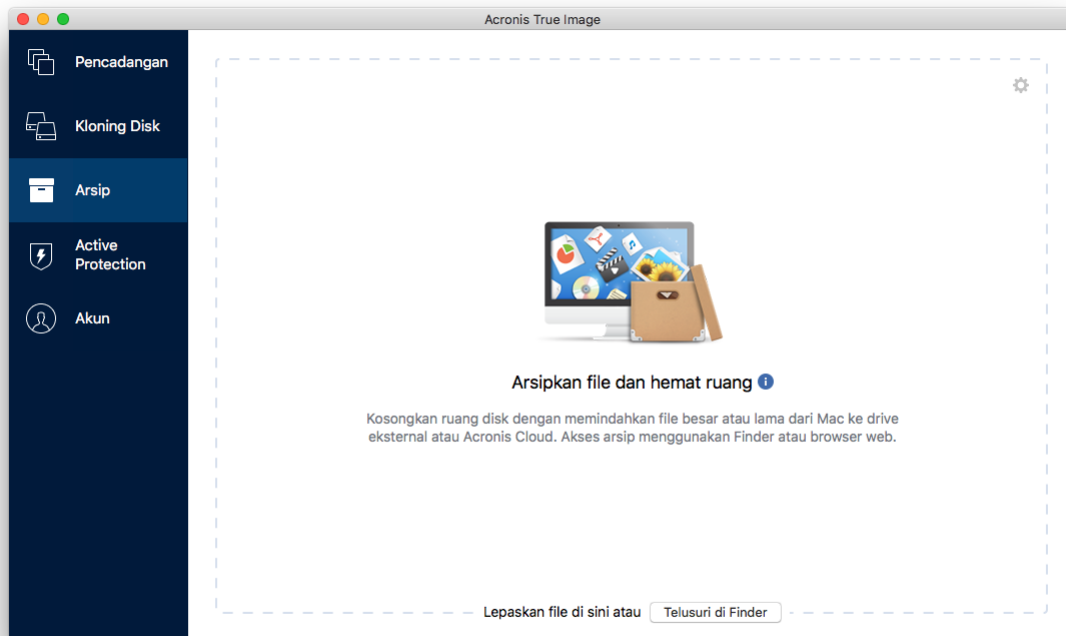 Acronis True Image
Pencadangan
Kloning Disk
Arsip
Active
Protection
Akun
Arsipkan file dan hemat ruang
Kosongkan ruang disk dengan memindahkan file besar atau lama dari Mac ke drive
eksternal atau Acronis Cloud. Akses arsip menggunakan Finder atau browser web.
Lepaskan file di sini atau Telusuri di Finder